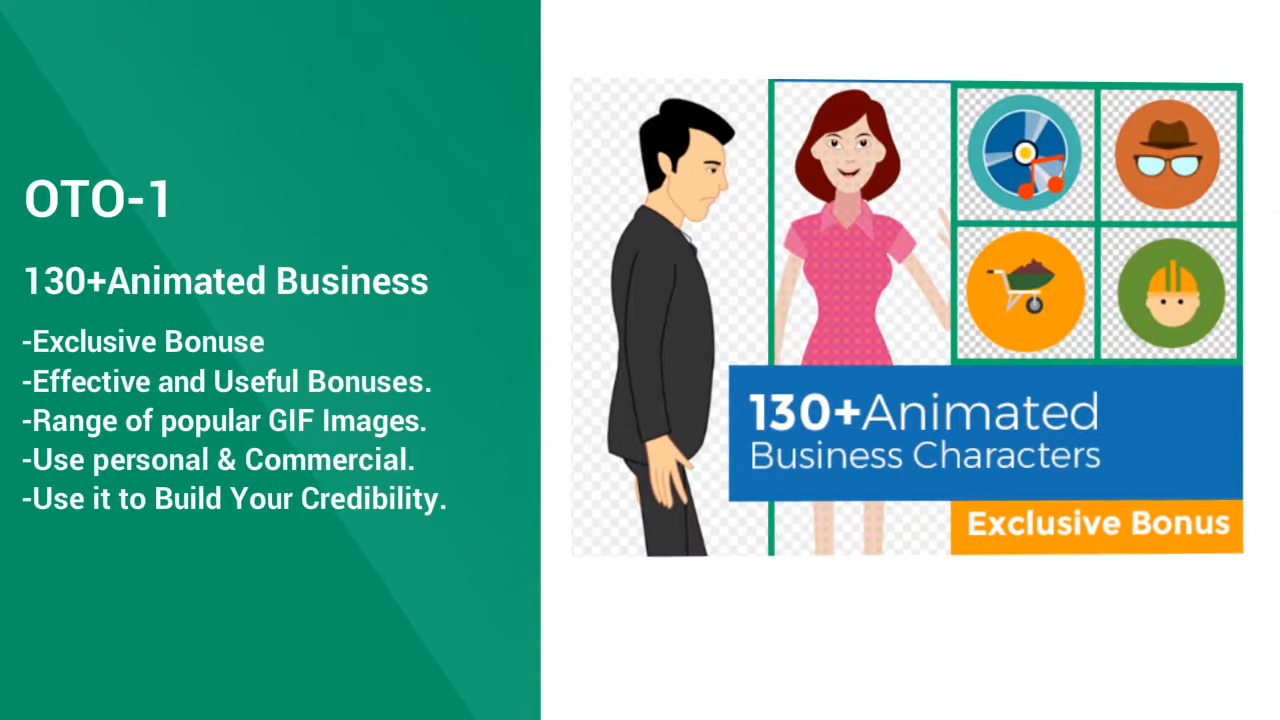 OTO-1
130+Animated Business
-Exclusive Bonuse
-Effective and Useful Bonuses.
-Range of popular GIF Images.
-Use personal & Commercial.
-Use it to Build Your Credibility.
130+Animated
Business Characters
Exclusive Bonus